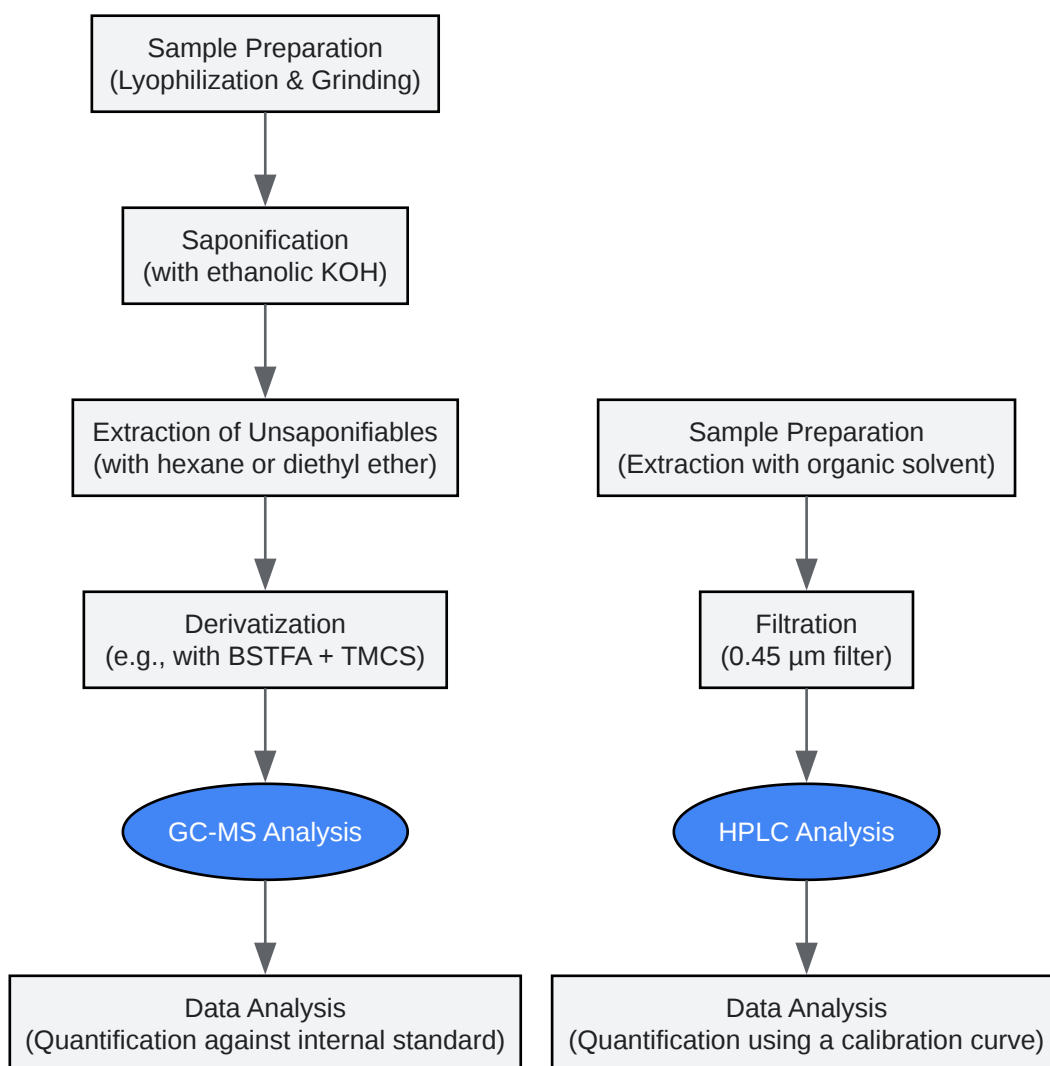 Sample Preparation
(Lyophilization & Grinding)
Saponification
(with ethanolic KOH)
Extraction of Unsaponifiables
(with hexane or diethyl ether)
Derivatization
(e.g., with BSTFA + TMCS)
GC-MS Analysis
Data Analysis
(Quantification against internal standard)
Sample Preparation
(Extraction with organic solvent)
Filtration
(0.45 µm filter)
HPLC Analysis
Data Analysis
(Quantification using a calibration curve)